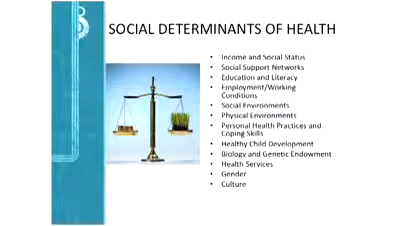 SOCIAL DETERMINANTS OF HEALTH
• Income and Social Status
• Social Support Networks
• Education and Literacy
• Employment/Working
Conditions
• Social Environments
• Physical Environments
• Personal Health Practices and
Coping Skills
• Healthy Child Development
• Biology and Genetic Endowment
• Health Services
• Gender
• Culture